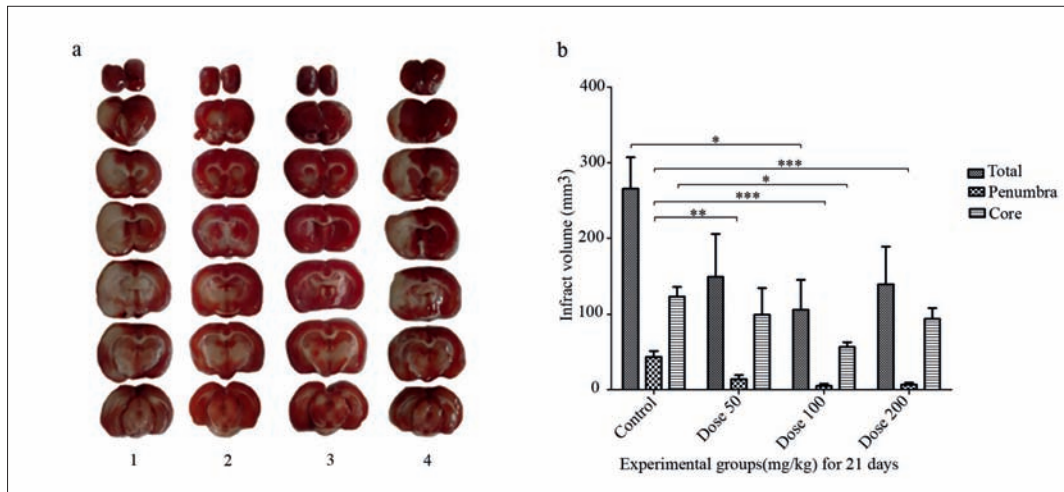 a
1 2 3 4
b
Infract volume (mm3)
400
300
200
100
0
*
***
*
***
**
Total
Penumbra
Core
Control
Dose 50
Dose 100
Dose 200
Experimental groups(mg/kg) for 21 days